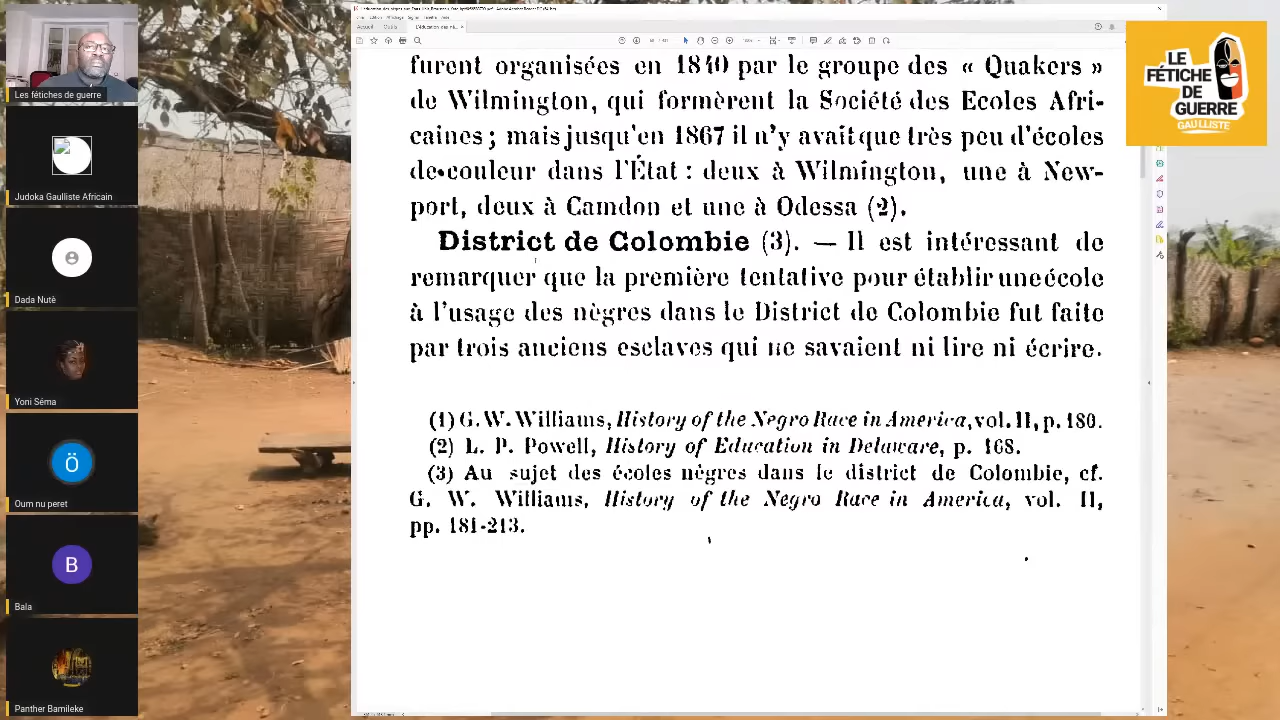 Les fétiches de guerre
Judoka Gaulliste Africain
Dada Nutè
Yoni Séma
Ö
Oum nu peret
B
Bala
Panther Bamileke
Accueil Outils
furent organisées en 1840 par le groupe des « Quakers »
de Wilmington, qui formèrent la Société des Ecoles Afri-
caines; mais jusqu'en 1867 il n'y avait que très peu d'écoles
de couleur dans l'État : deux à Wilmington, une à New-
port, deux à Camdon et une à Odessa (2).
District de Colombie (3). — Il est intéressant de
remarquer que la première tentative pour établir une école
à l'usage des nègres dans le District de Colombie fut faite
par trois anciens esclaves qui ne savaient ni lire ni écrire.
(1) G. W. Williams, History of the Negro Race in America, vol. II, p. 180.
(2) L. P. Powell, History of Education in Delaware, p. 168.
(3) Au sujet des écoles nègres dans le district de Colombie, cf.
G. W. Williams, History of the Negro Race in America, vol. II,
pp. 181-213.
LE
FÉTICHE
DE
GUERRE
GAULLISTE